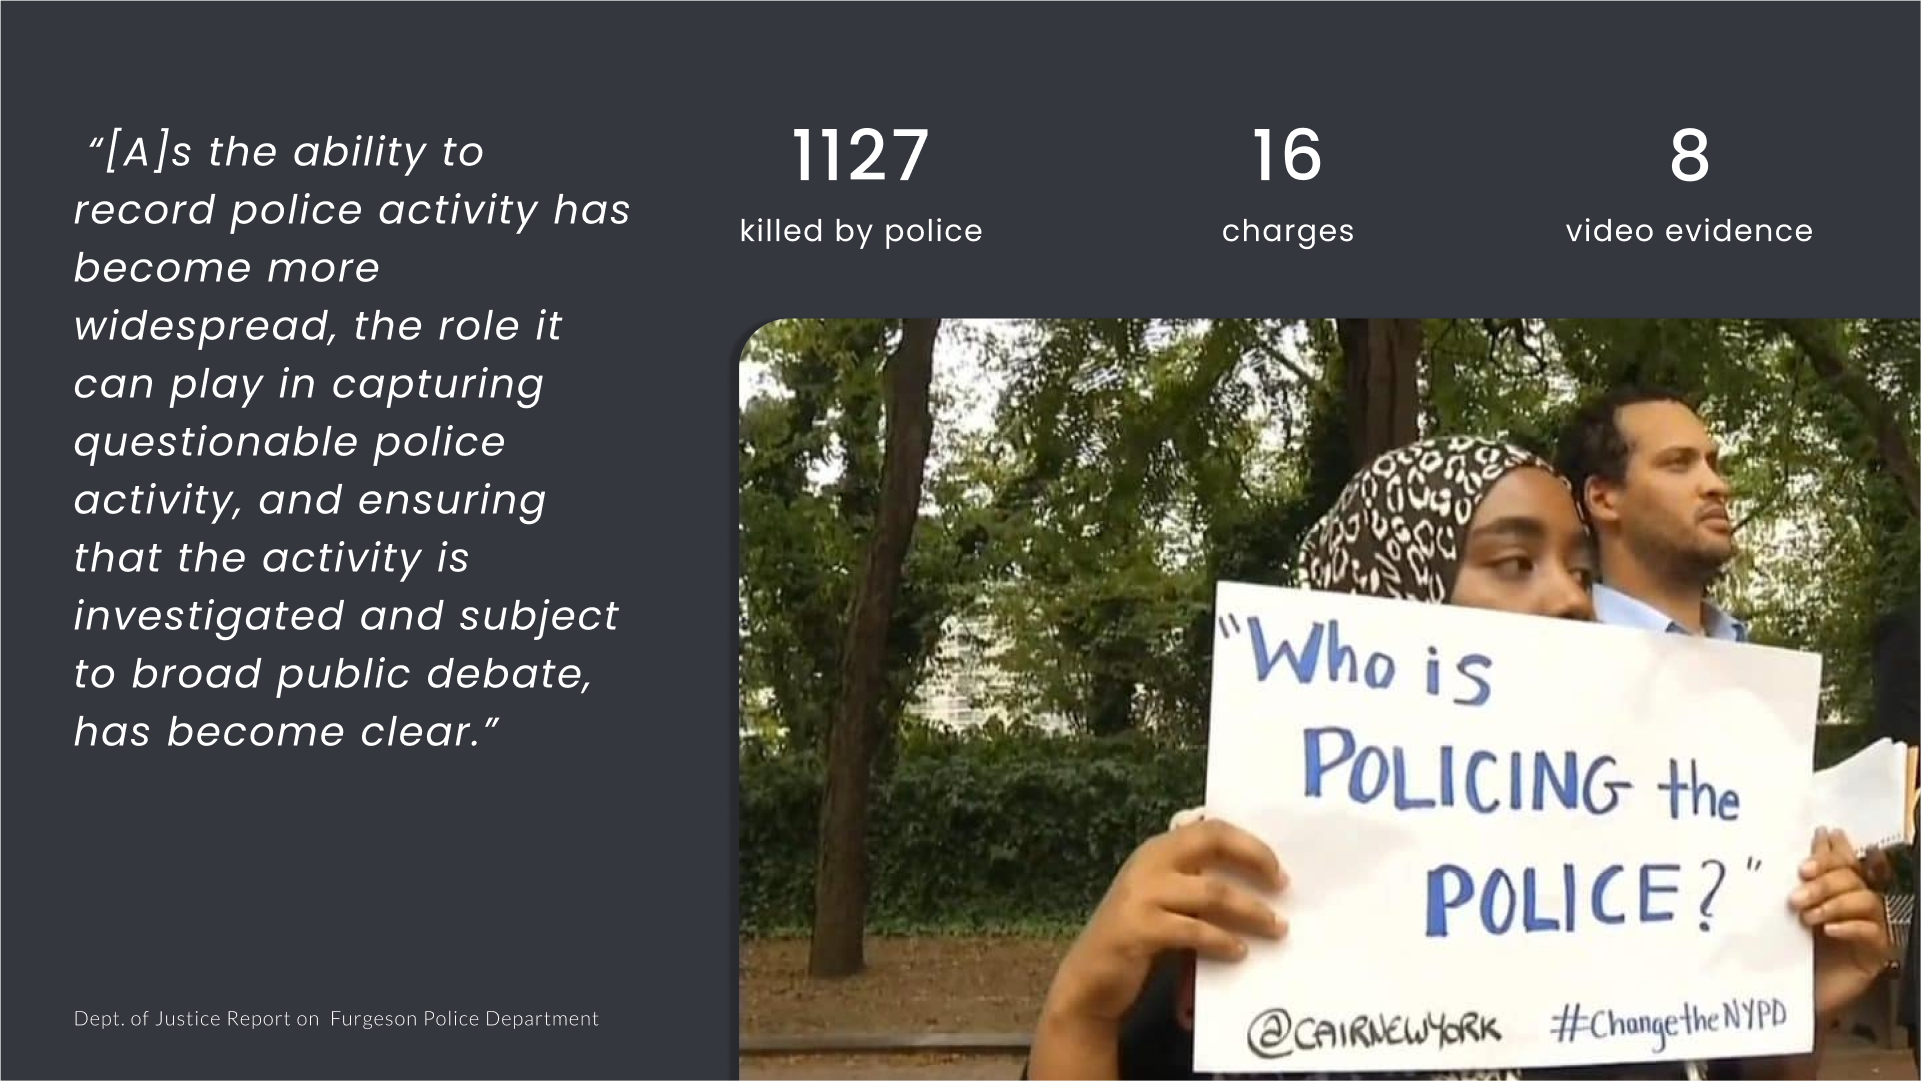 “[A]s the ability to
record police activity has
become more
widespread, the role it
can play in capturing
questionable police
activity, and ensuring
that the activity is
investigated and subject
to broad public debate,
has become clear.”
Dept. of Justice Report on Furgeson Police Department
1127
killed by police
16
charges
8
video evidence
"Who is
POLICING the
POLICE?"
@CAIRNEWYORK #ChangetheNYPD